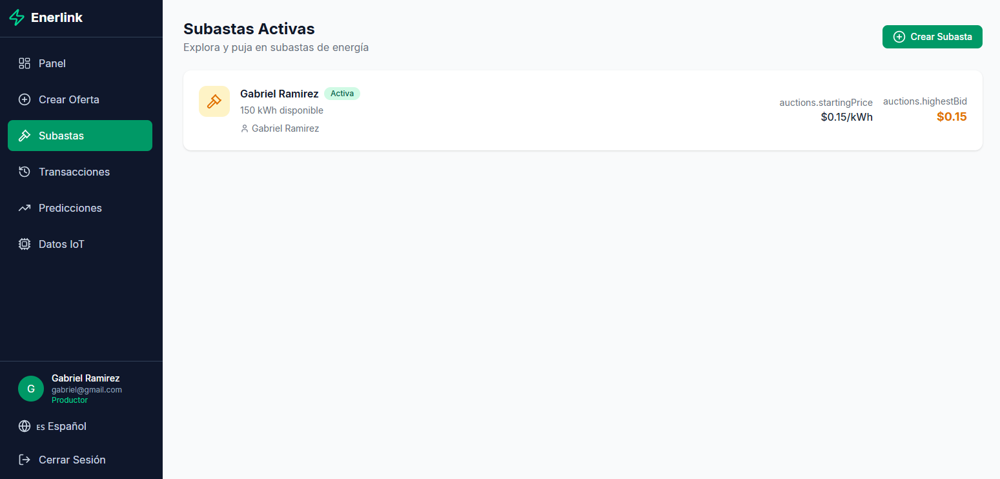 Enerlink
Panel
Crear Oferta
Subastas
Transacciones
Predicciones
Datos IoT
G
Gabriel Ramirez
gabriel@gmail.com
Productor
ES Español
Cerrar Sesión
Subastas Activas
Explora y puja en subastas de energía
Crear Subasta
Gabriel Ramirez Activa
150 kWh disponible
Gabriel Ramirez
auctions.startingPrice
$0.15/kWh
auctions.highestBid
$0.15